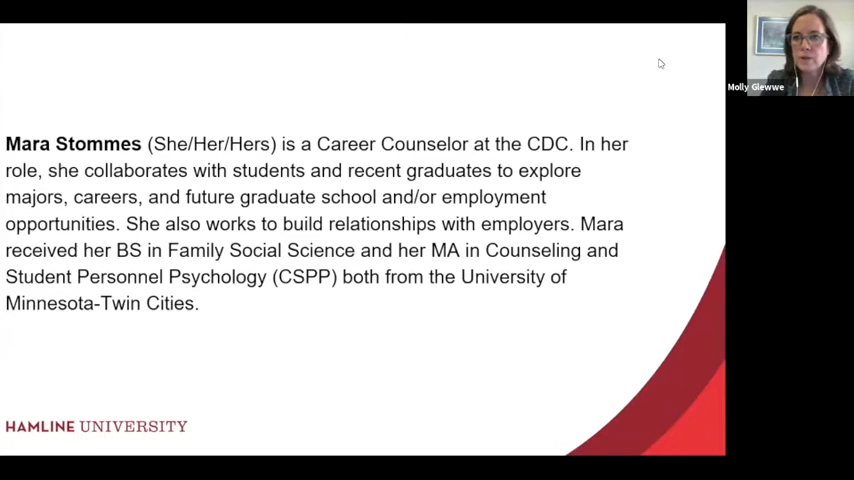 Mara Stommes (She/Her/Hers) is a Career Counselor at the CDC. In her
role, she collaborates with students and recent graduates to explore
majors, careers, and future graduate school and/or employment
opportunities. She also works to build relationships with employers. Mara
received her BS in Family Social Science and her MA in Counseling and
Student Personnel Psychology (CSPP) both from the University of
Minnesota-Twin Cities.
HAMLINE UNIVERSITY
Molly Glewwe